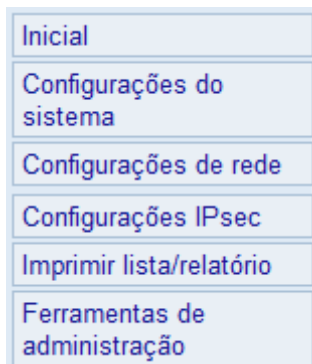 Inicial
Configurações do
sistema
Configurações de rede
Configurações IPsec
Imprimir lista/relatório
Ferramentas de
administração